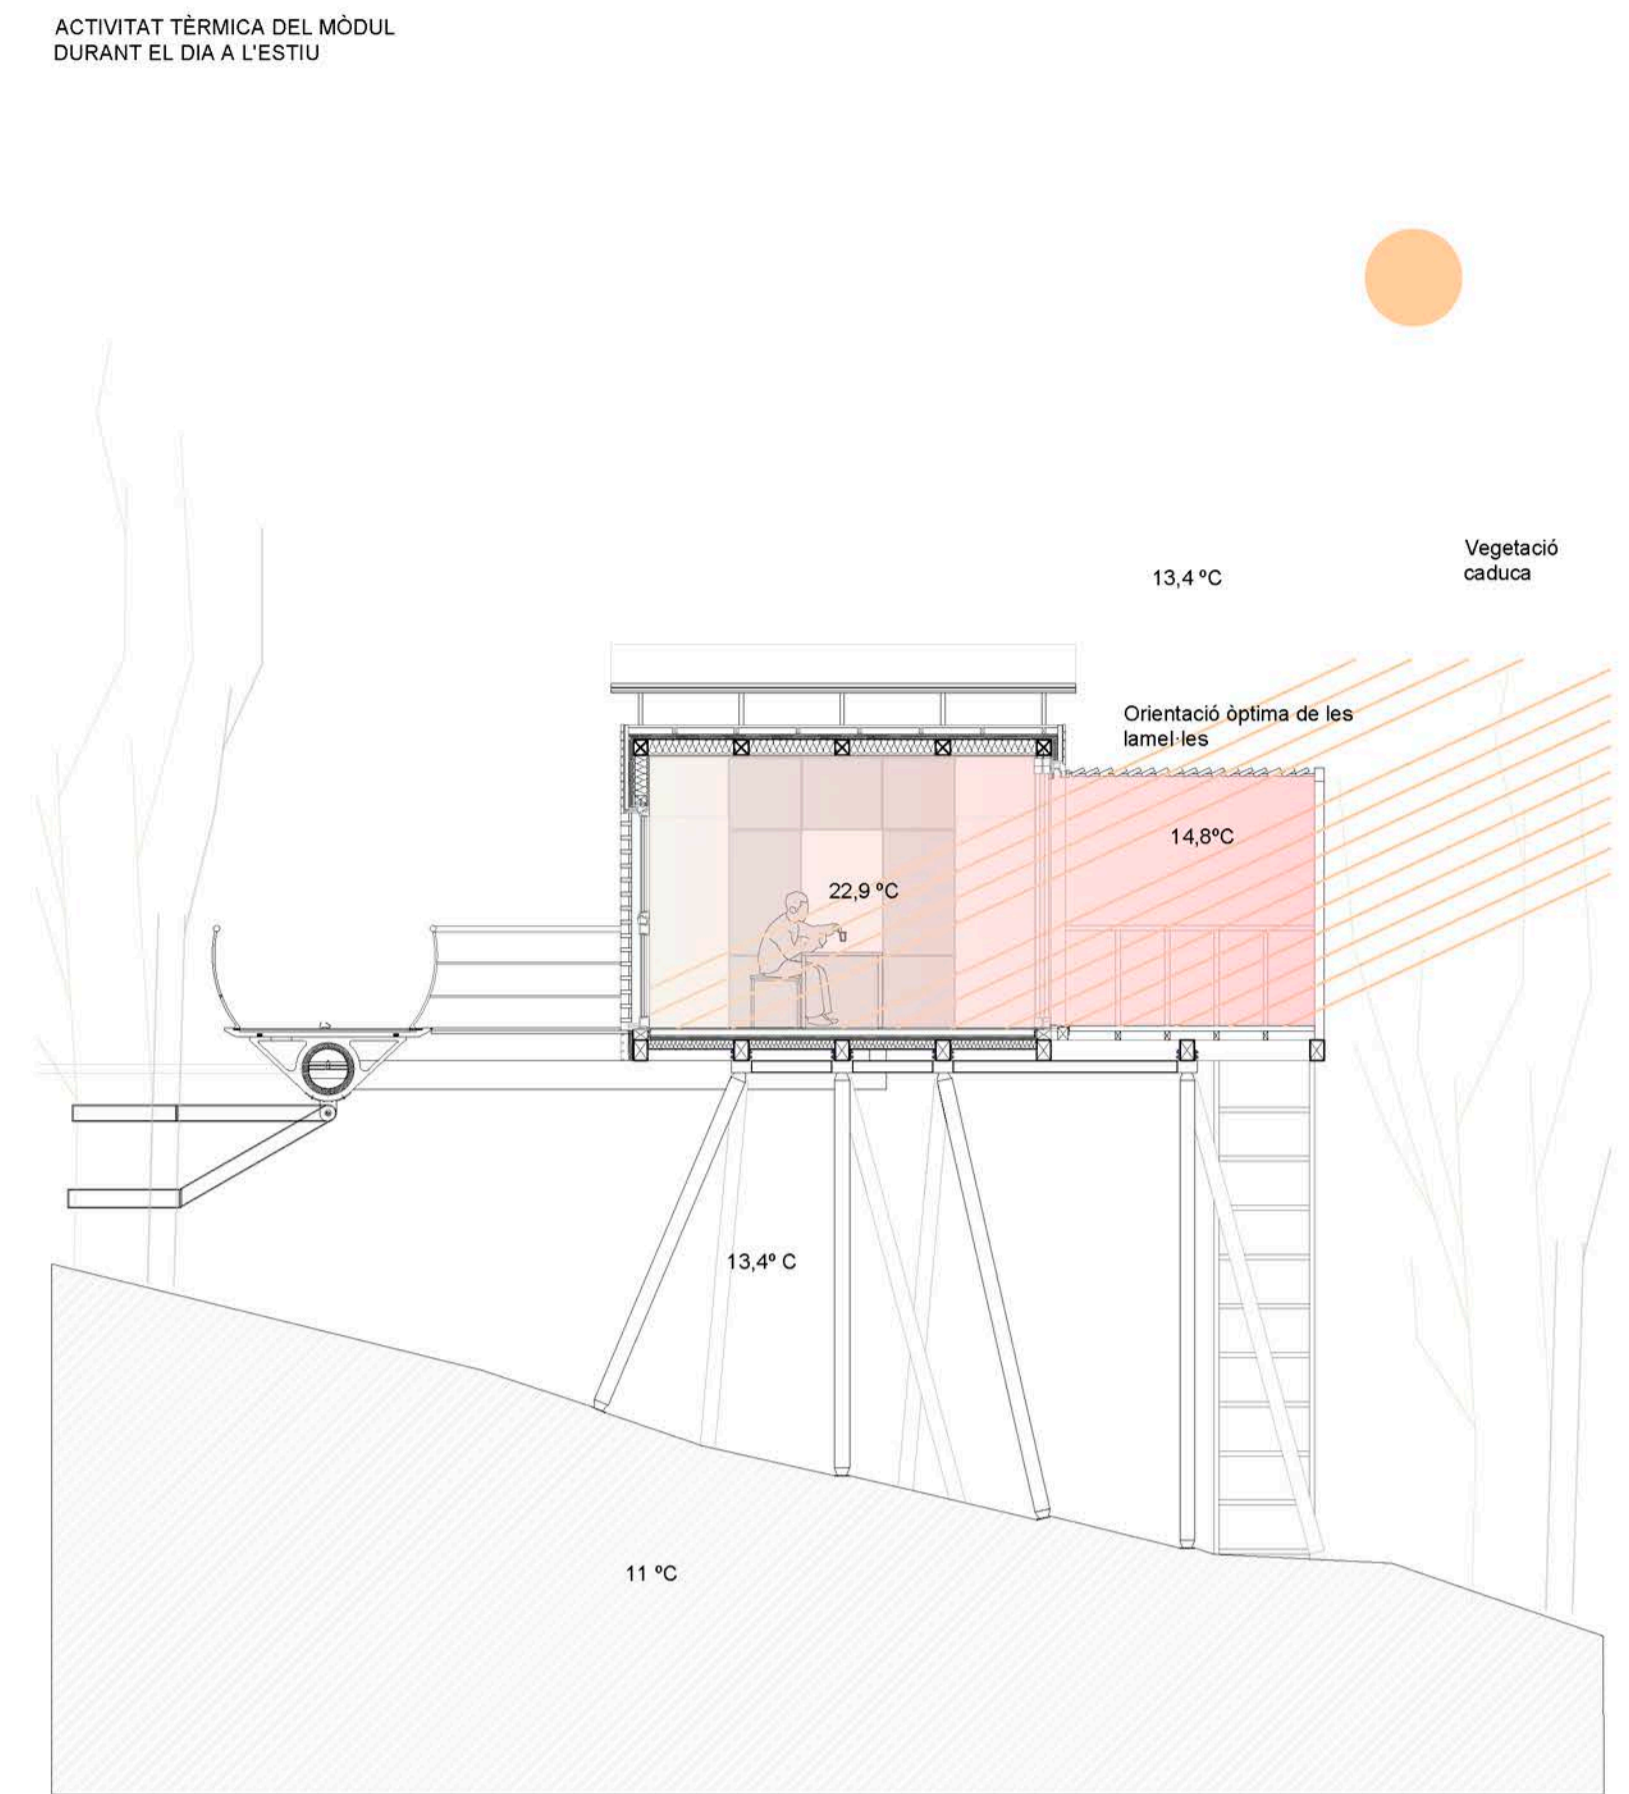 ACTIVITAT TÈRMICA DEL MÒDUL
DURANT EL DIA A L'ESTIU
Vegetació
caduca
13,4 ºC
Orientació òptima de les
lamel·les
14,8ºC
22,9 ºC
13,4º C
11 ºC